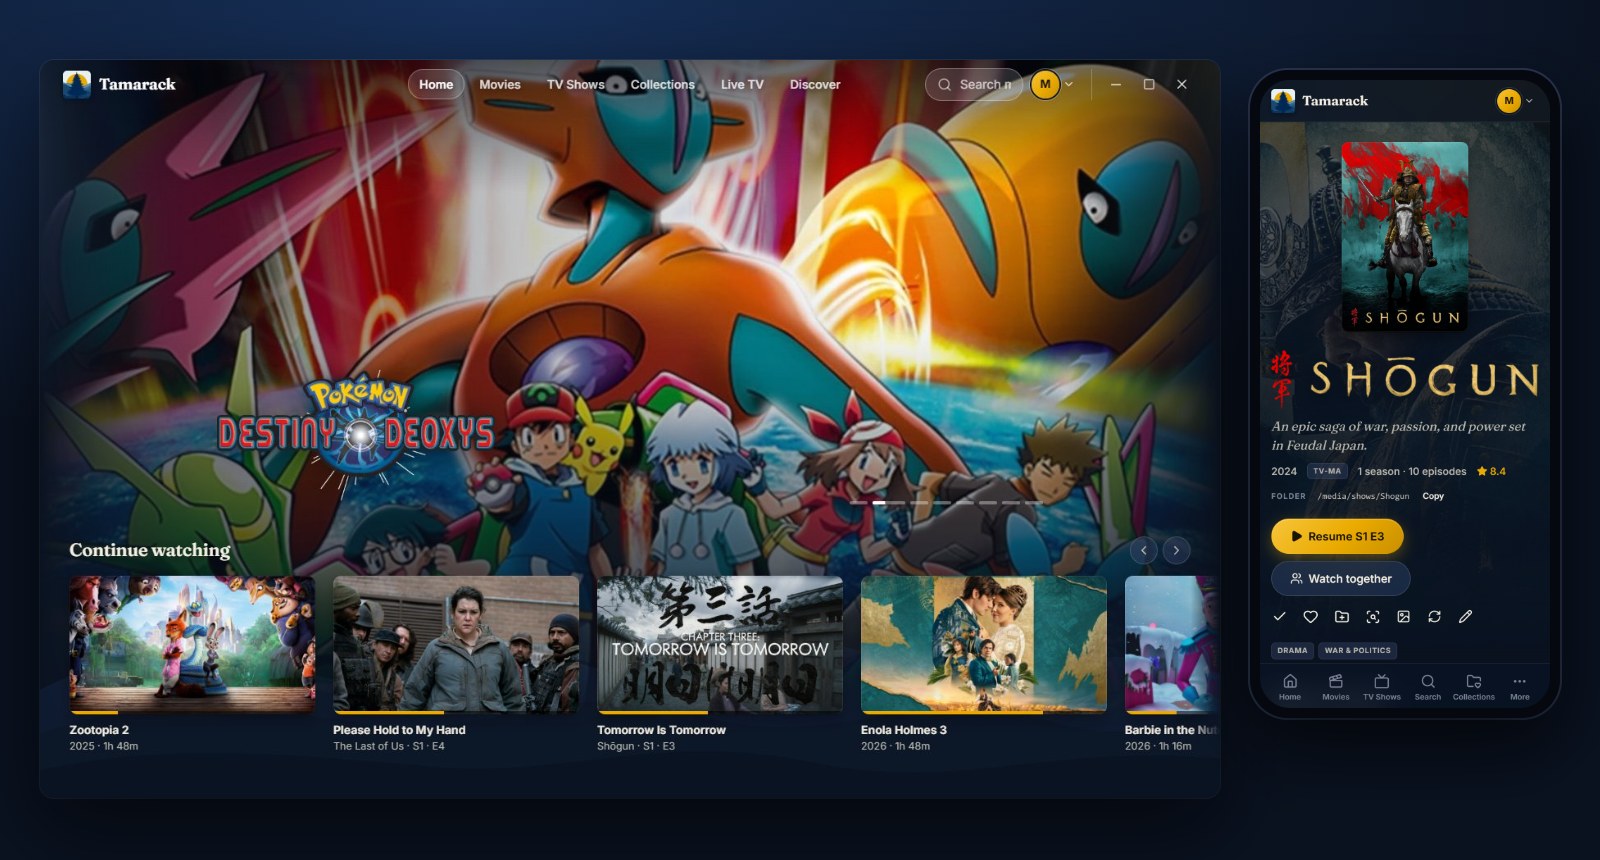 Tamarack
Home Movies TV Shows Collections Live TV Discover
Search n
M
POKéMON
DESTINY DEOXYS
Continue watching
第三話
CHAPTER THREE:
TOMORROW IS TOMORROW
Zootopia 2
2025 · 1h 48m
Please Hold to My Hand
The Last of Us · S1 · E4
Tomorrow Is Tomorrow
Shōgun · S1 · E3
Enola Holmes 3
2026 · 1h 48m
Barbie in the Nut
2026 · 1h 16m
Tamarack
M
将軍 SHŌGUN
将軍 SHŌGUN
An epic saga of war, passion, and power set
in Feudal Japan.
2024 TV-MA 1 season · 10 episodes 8.4
FOLDER /media/shows/Shogun Copy
Resume S1 E3
Watch together
DRAMA WAR & POLITICS
Home Movies TV Shows Search Collections More